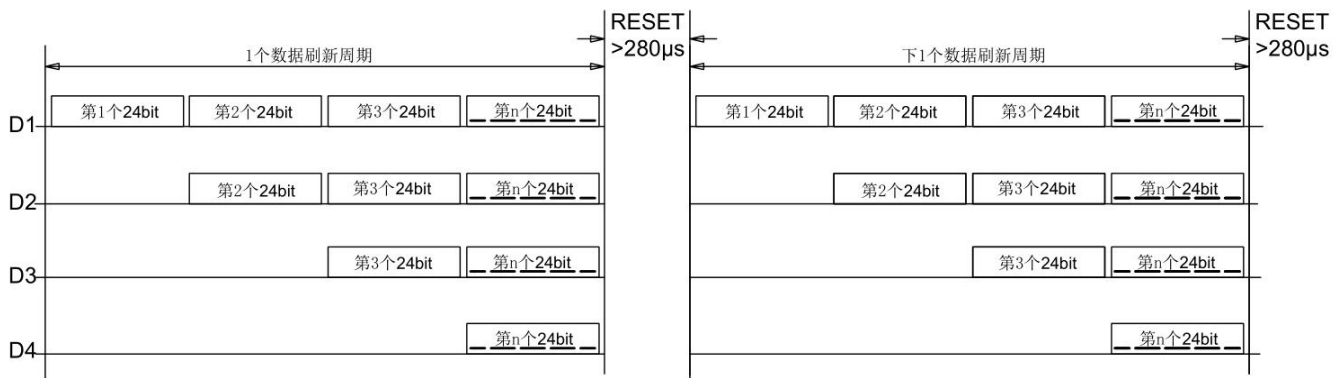 RESET
>280μs
RESET
>280μs
1个数据刷新周期
下1个数据刷新周期
D1 第1个24bit 第2个24bit 第3个24bit 第n个24bit 第1个24bit 第2个24bit 第3个24bit 第n个24bit
D2 第2个24bit 第3个24bit 第n个24bit 第2个24bit 第3个24bit 第n个24bit
D3 第3个24bit 第n个24bit 第3个24bit 第n个24bit
D4 第n个24bit 第n个24bit